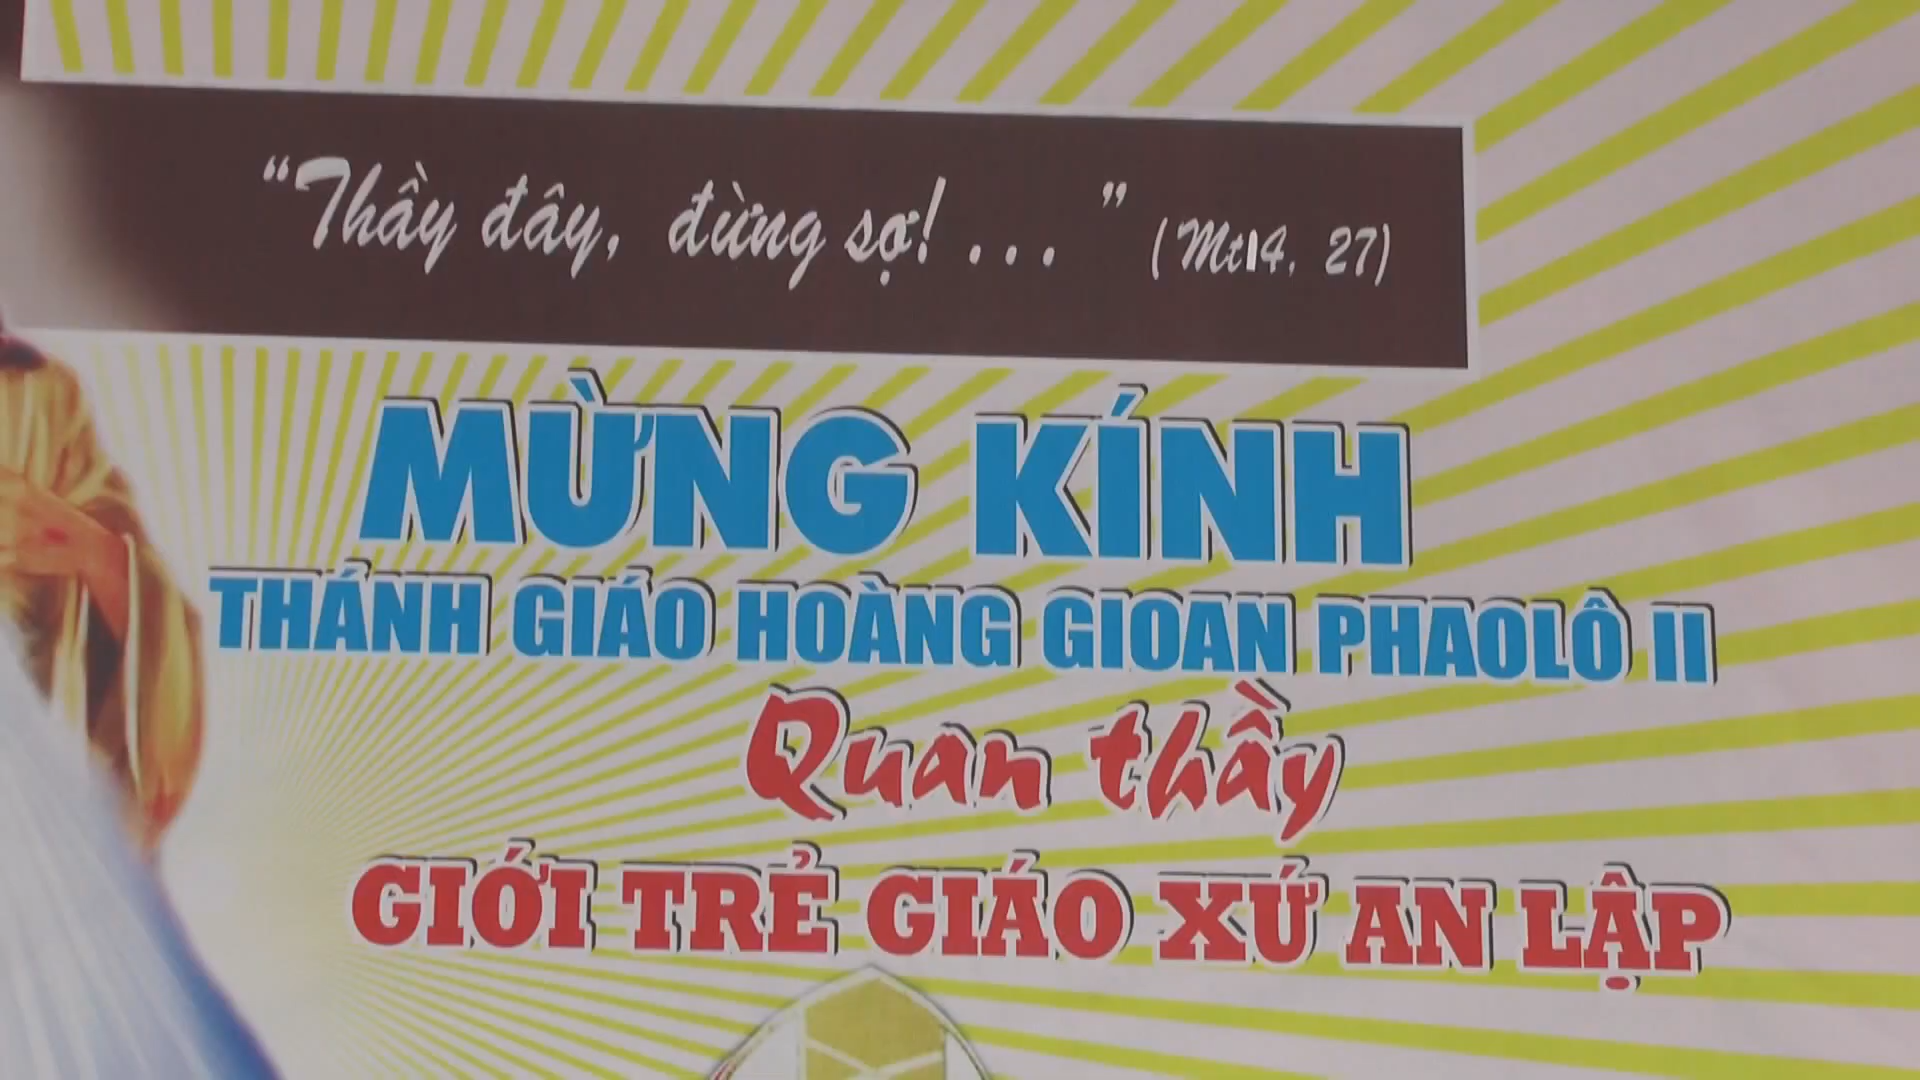 “Thầy đây, đừng sợ! ...” (Mt14, 27)
MỪNG KÍNH
THÁNH GIÁO HOÀNG GIOAN PHAOLÔ II
Quan thầy
GIỚI TRẺ GIÁO XỨ AN LẬP